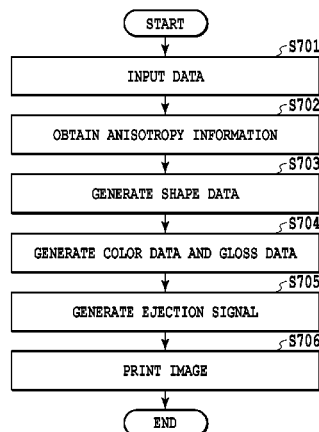 START
S701
INPUT DATA
S702
OBTAIN ANISOTROPY INFORMATION
S703
GENERATE SHAPE DATA
S704
GENERATE COLOR DATA AND GLOSS DATA
S705
GENERATE EJECTION SIGNAL
S706
PRINT IMAGE
END